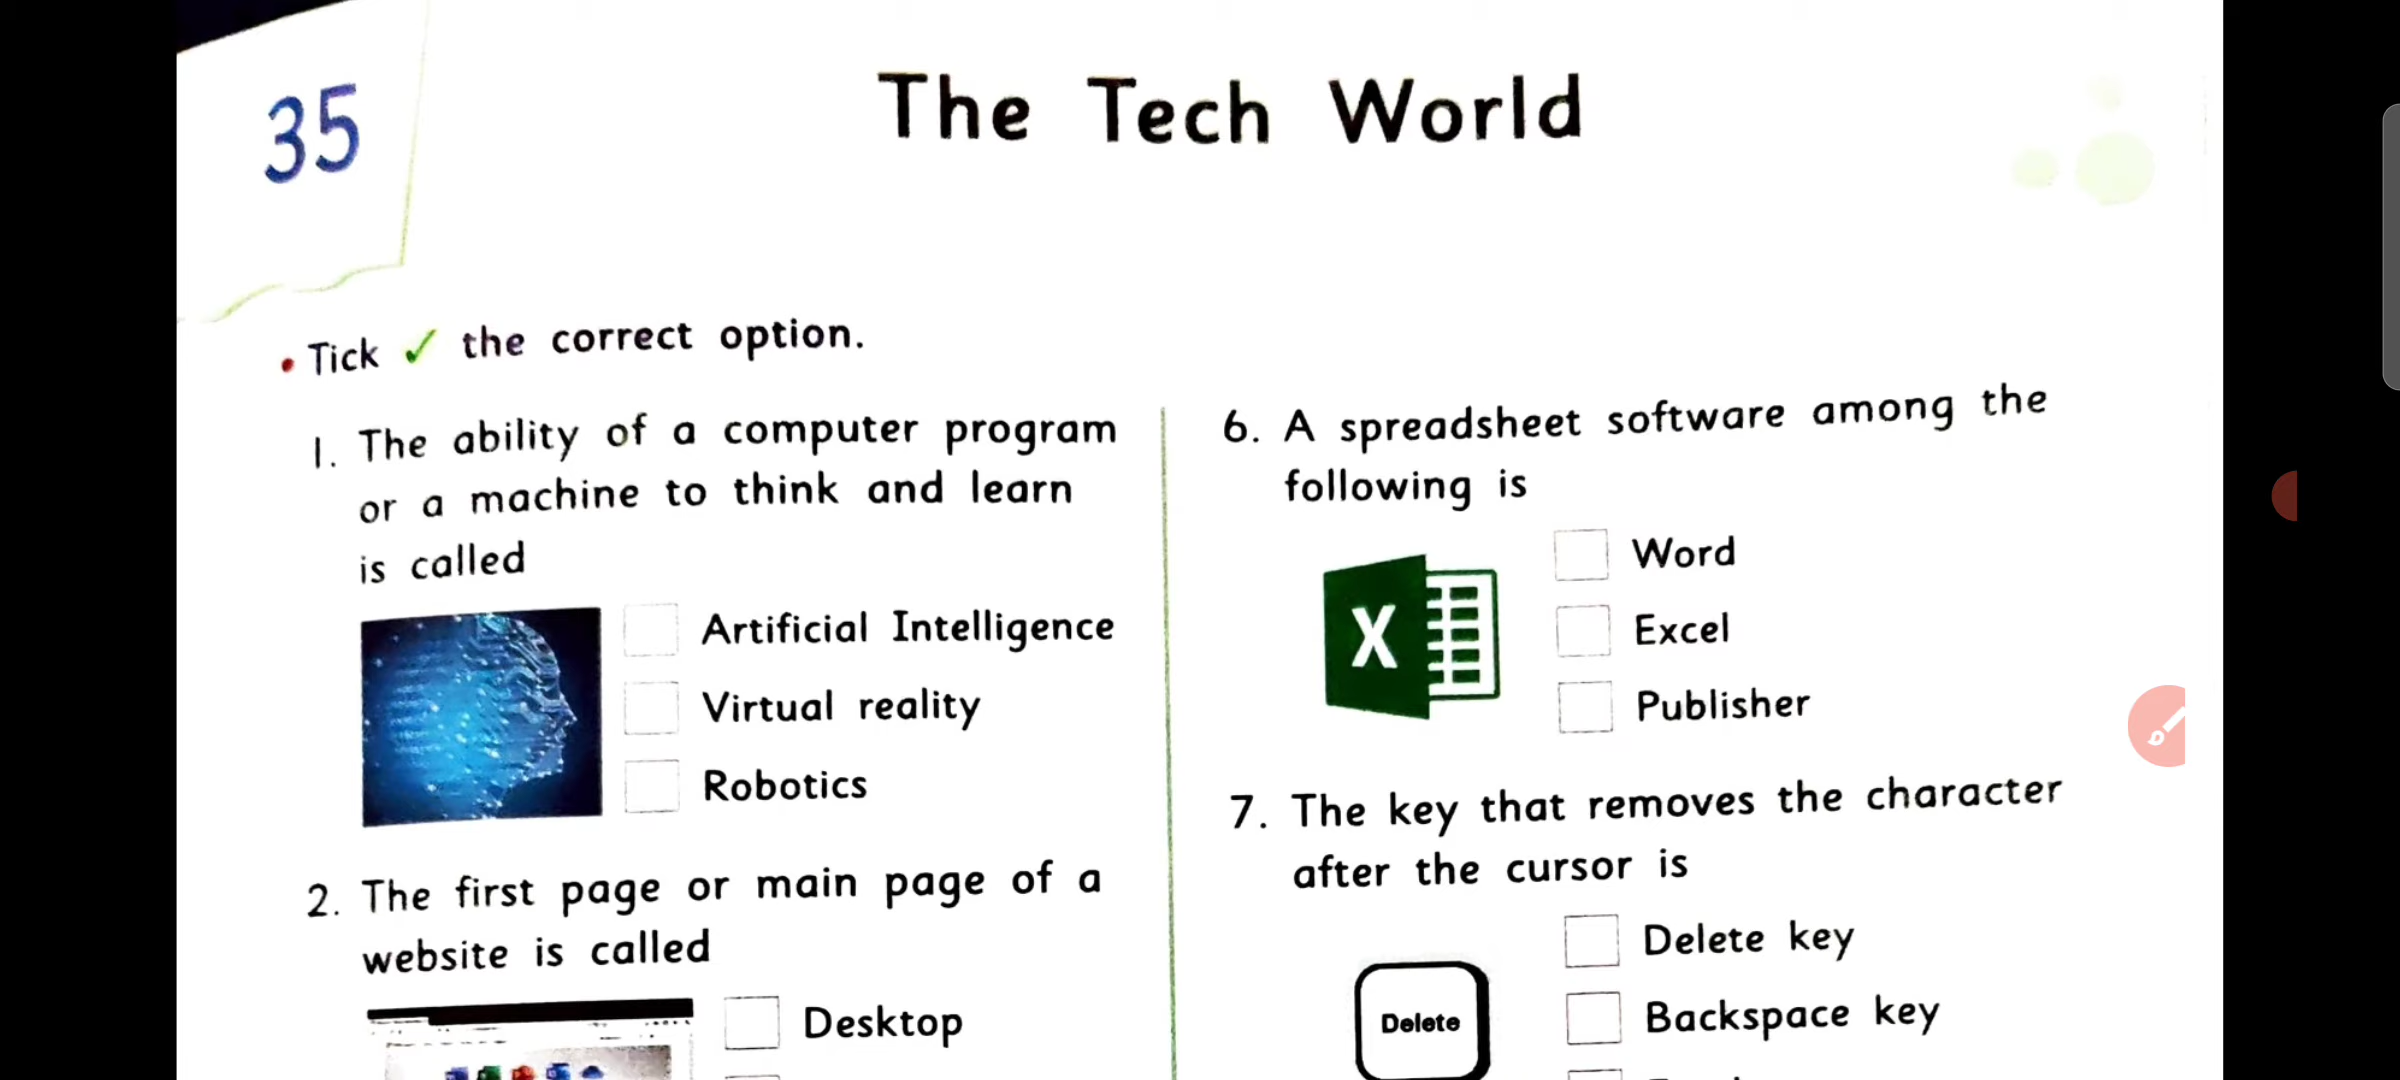 35
The Tech World
• Tick ✓ the correct option.
1. The ability of a computer program
or a machine to think and learn
is called
Artificial Intelligence
Virtual reality
Robotics
2. The first page or main page of a
website is called
Desktop
6. A spreadsheet software among the
following is
X
Word
Excel
Publisher
7. The key that removes the character
after the cursor is
Delete
Delete key
Backspace key